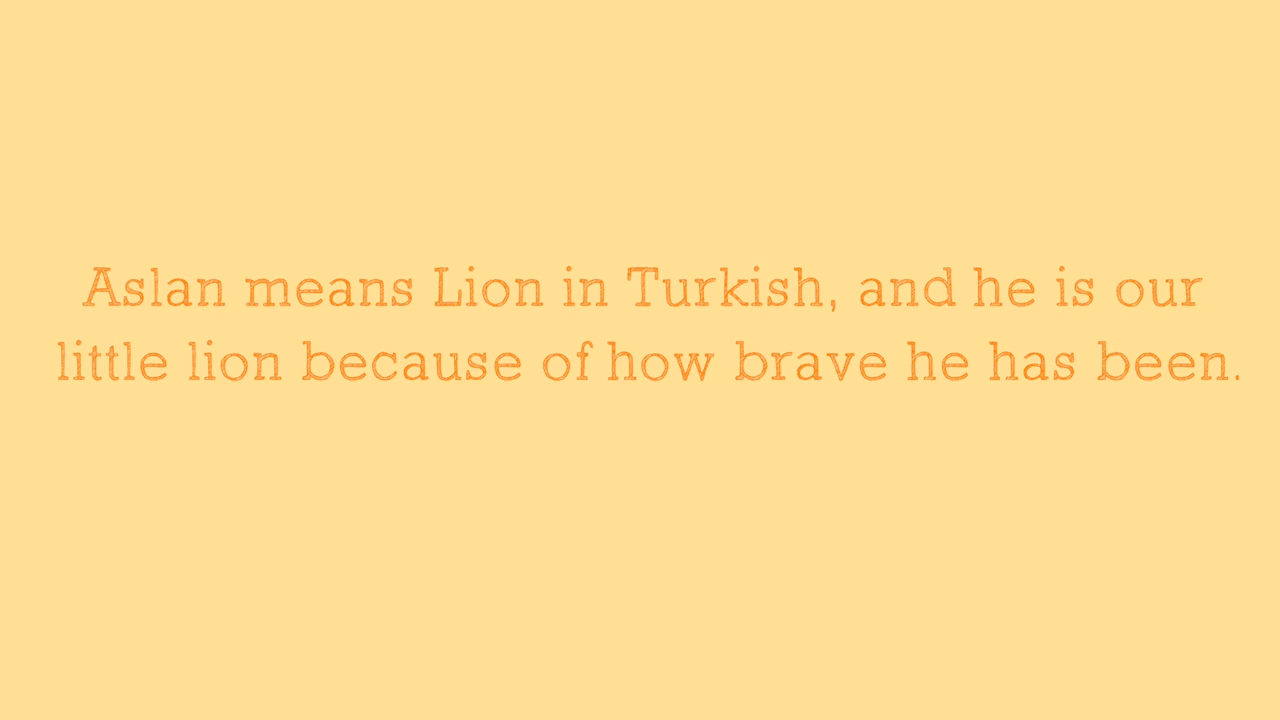 Aslan means Lion in Turkish, and he is our
little lion because of how brave he has been.